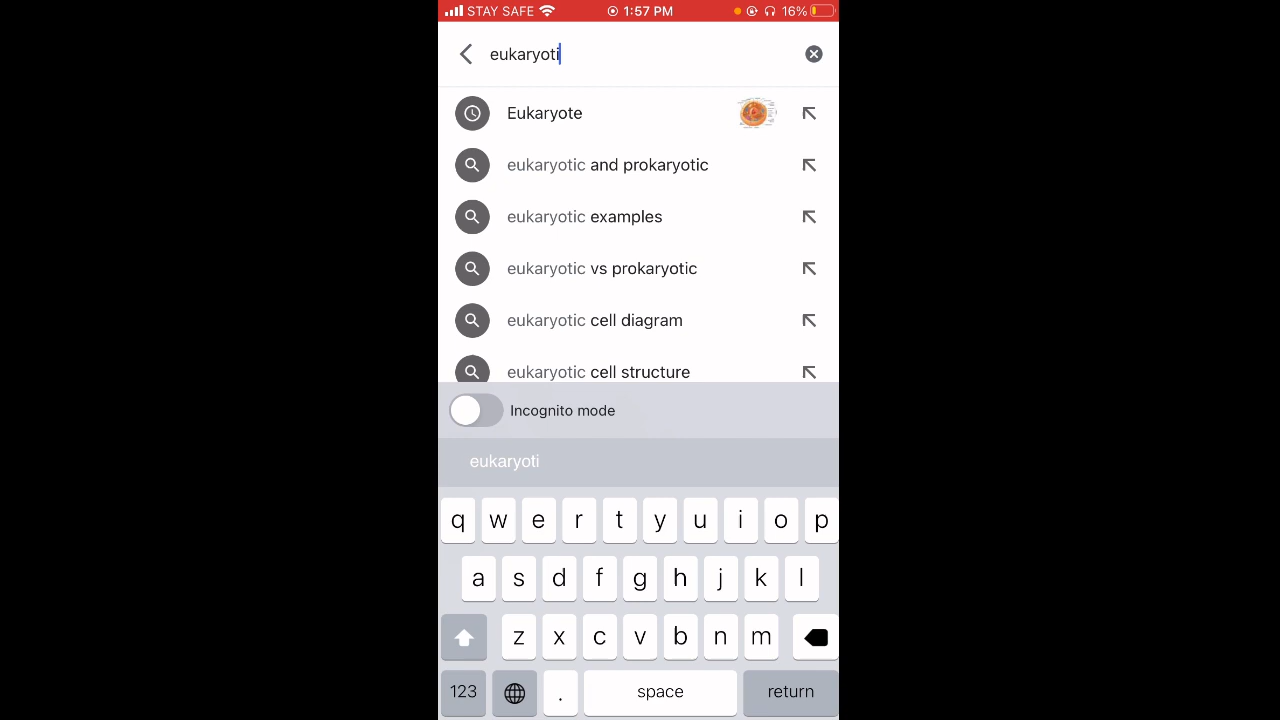 STAY SAFE 1:57 PM 16%
eukaryoti
Eukaryote
eukaryotic and prokaryotic
eukaryotic examples
eukaryotic vs prokaryotic
eukaryotic cell diagram
eukaryotic cell structure
Incognito mode
eukaryoti
q w e r t y u i o p
a s d f g h j k l
z x c v b n m
123 . space return